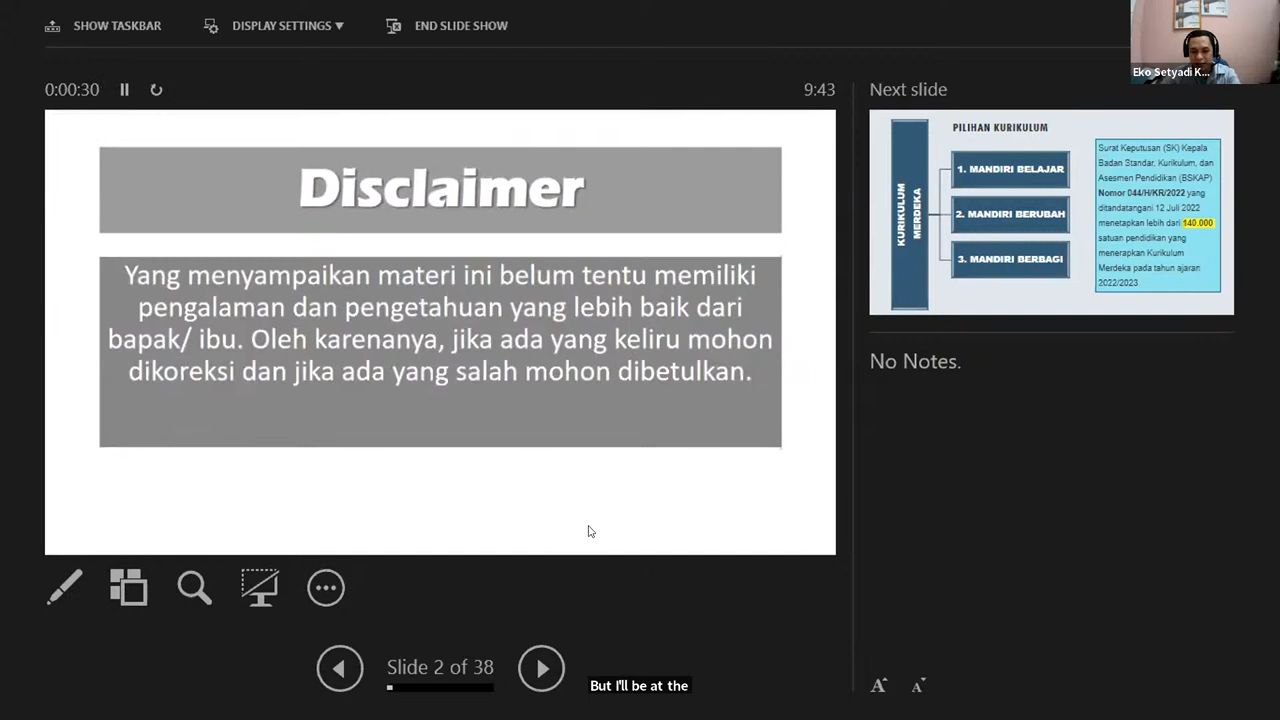 SHOW TASKBAR
DISPLAY SETTINGS ▼
END SLIDE SHOW
Eko Setyadi K...
0:00:30
9:43
Disclaimer
Yang menyampaikan materi ini belum tentu memiliki
pengalaman dan pengetahuan yang lebih baik dari
bapak/ ibu. Oleh karenanya, jika ada yang keliru mohon
dikoreksi dan jika ada yang salah mohon dibetulkan.
Next slide
PILIHAN KURIKULUM
KURIKULUM
MERDEKA
1. MANDIRI BELAJAR
2. MANDIRI BERUBAH
3. MANDIRI BERBAGI
Surat Keputusan (SK) Kepala
Badan Standar, Kurikulum, dan
Asesmen Pendidikan (BSKAP)
Nomor 044/H/KR/2022 yang
ditandatangani 12 Juli 2022
menetapkan lebih dari 140.000
satuan pendidikan yang
menerapkan Kurikulum
Merdeka pada tahun ajaran
2022/2023
No Notes.
Slide 2 of 38
But I'll be at the
A A